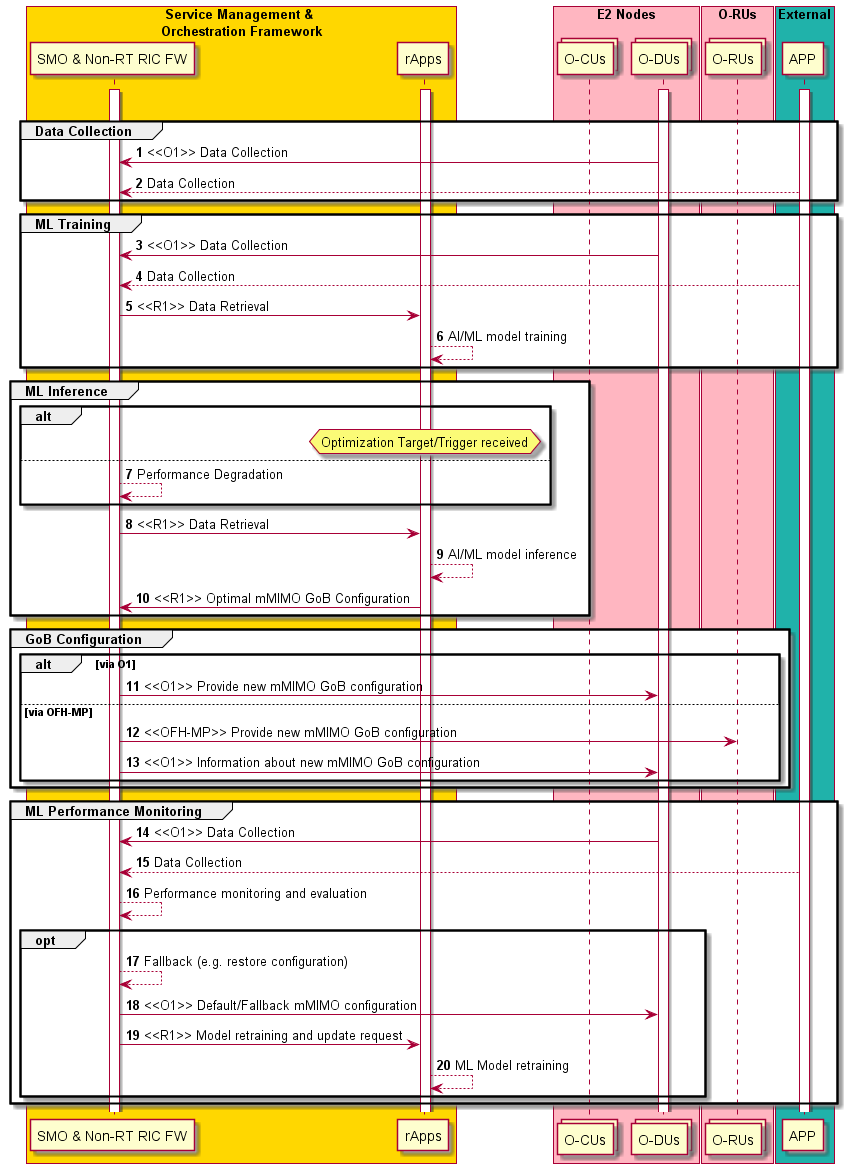 Service Management &
Orchestration Framework
E2 Nodes
O-RUs
External
SMO & Non-RT RIC FW
rApps
O-CUs
O-DUs
O-RUs
APP
Data Collection
1 <<O1>> Data Collection
2 Data Collection
ML Training
3 <<O1>> Data Collection
4 Data Collection
5 <<R1>> Data Retrieval
6 AI/ML model training
ML Inference
alt
Optimization Target/Trigger received
7 Performance Degradation
8 <<R1>> Data Retrieval
9 AI/ML model inference
10 <<R1>> Optimal mMIMO GoB Configuration
GoB Configuration
alt [via O1]
11 <<O1>> Provide new mMIMO GoB configuration
[via OFH-MP]
12 <<OFH-MP>> Provide new mMIMO GoB configuration
13 <<O1>> Information about new mMIMO GoB configuration
ML Performance Monitoring
14 <<O1>> Data Collection
15 Data Collection
16 Performance monitoring and evaluation
opt
17 Fallback (e.g. restore configuration)
18 <<O1>> Default/Fallback mMIMO configuration
19 <<R1>> Model retraining and update request
20 ML Model retraining
SMO & Non-RT RIC FW
rApps
O-CUs
O-DUs
O-RUs
APP